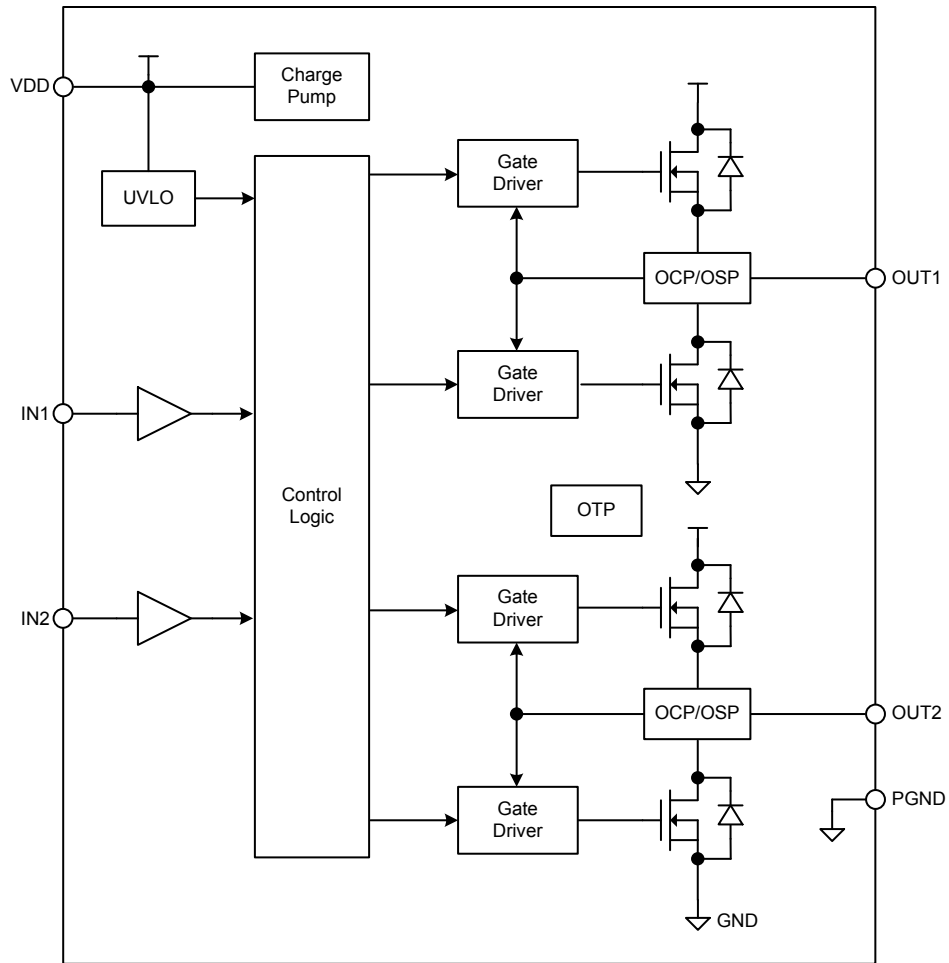 VDD
Charge
Pump
UVLO
Gate
Driver
OCP/OSP
OUT1
Gate
Driver
IN1
Control
Logic
OTP
IN2
Gate
Driver
OCP/OSP
OUT2
Gate
Driver
PGND
GND